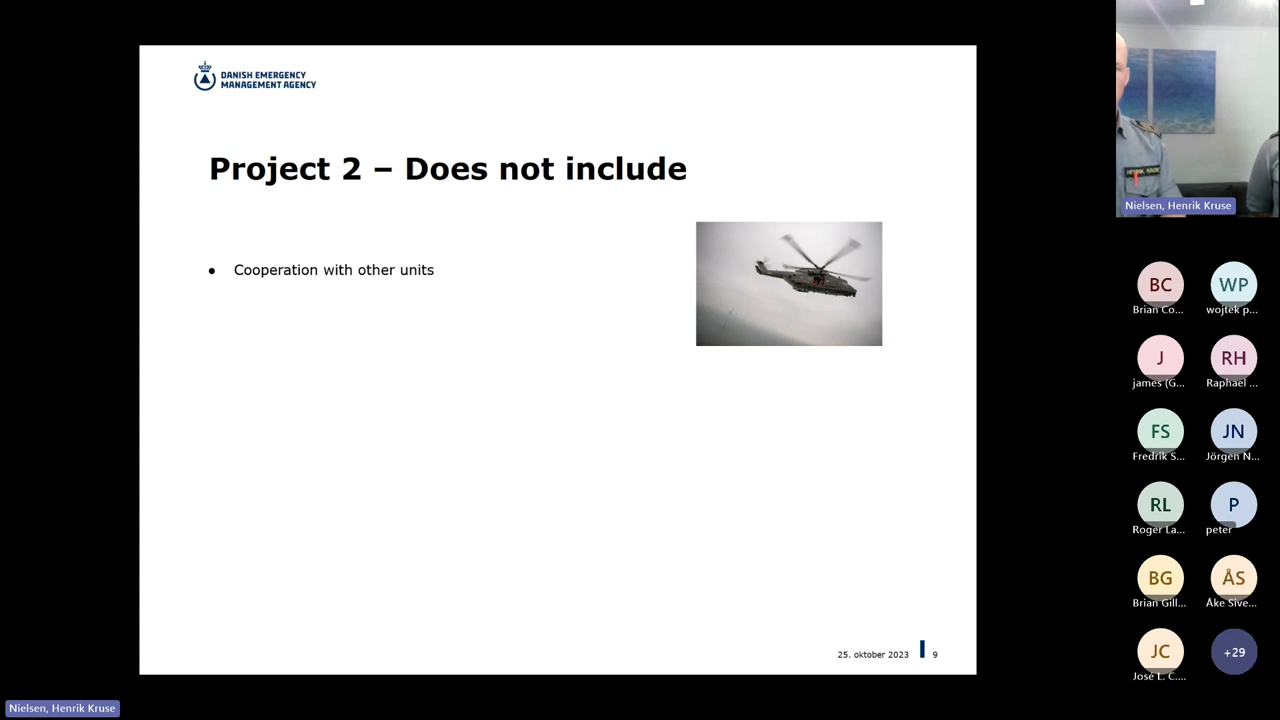 DANISH EMERGENCY
MANAGEMENT AGENCY
Project 2 – Does not include
● Cooperation with other units
25. oktober 2023
9
HENRIK KRUSE
Nielsen, Henrik Kruse
BC
WP
Brian Co...
wojtek p...
J
RH
james (G...
Raphael ...
FS
JN
Fredrik S...
Jörgen N...
RL
P
Roger La...
peter
BG
ÅS
Brian Gill...
Åke Sive...
JC
+29
José L. C....
Nielsen, Henrik Kruse